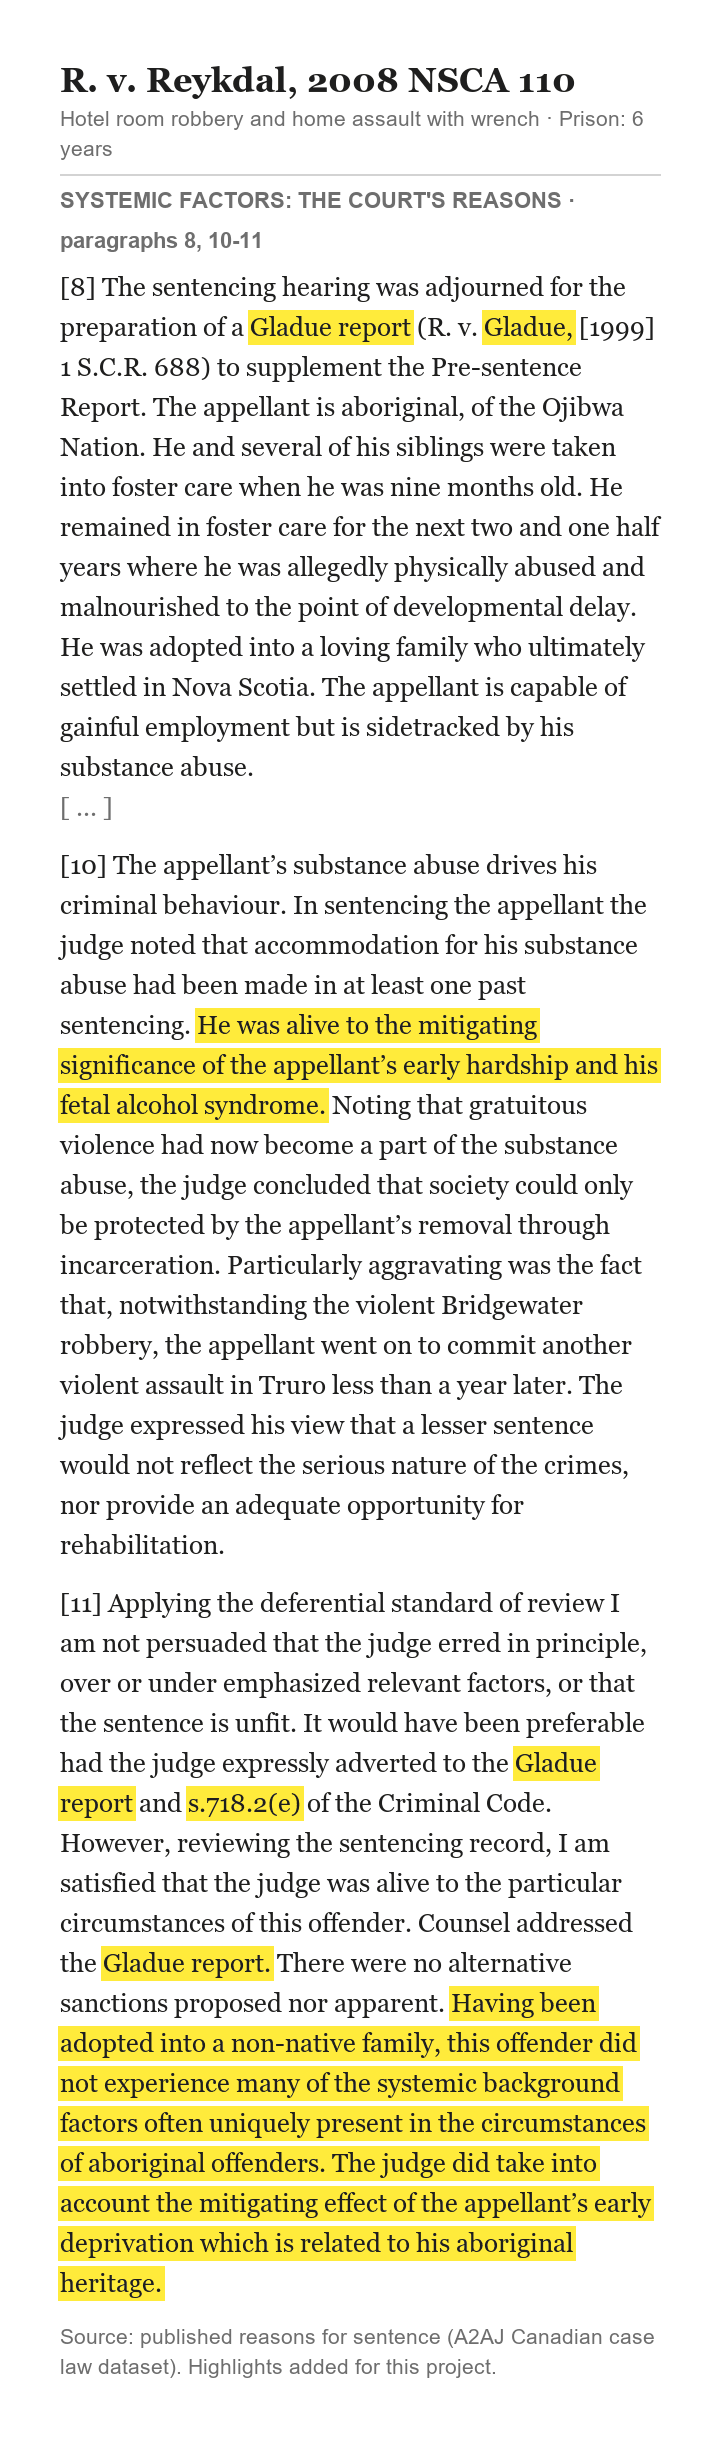 R. v. Reykdal, 2008 NSCA 110
Hotel room robbery and home assault with wrench · Prison: 6
years
SYSTEMIC FACTORS: THE COURT'S REASONS ·
paragraphs 8, 10-11
[8] The sentencing hearing was adjourned for the
preparation of a Gladue report (R. v. Gladue, [1999]
1 S.C.R. 688) to supplement the Pre-sentence
Report. The appellant is aboriginal, of the Ojibwa
Nation. He and several of his siblings were taken
into foster care when he was nine months old. He
remained in foster care for the next two and one half
years where he was allegedly physically abused and
malnourished to the point of developmental delay.
He was adopted into a loving family who ultimately
settled in Nova Scotia. The appellant is capable of
gainful employment but is sidetracked by his
substance abuse.
[ ... ]
[10] The appellant’s substance abuse drives his
criminal behaviour. In sentencing the appellant the
judge noted that accommodation for his substance
abuse had been made in at least one past
sentencing. He was alive to the mitigating
significance of the appellant’s early hardship and his
fetal alcohol syndrome. Noting that gratuitous
violence had now become a part of the substance
abuse, the judge concluded that society could only
be protected by the appellant’s removal through
incarceration. Particularly aggravating was the fact
that, notwithstanding the violent Bridgewater
robbery, the appellant went on to commit another
violent assault in Truro less than a year later. The
judge expressed his view that a lesser sentence
would not reflect the serious nature of the crimes,
nor provide an adequate opportunity for
rehabilitation.
[11] Applying the deferential standard of review I
am not persuaded that the judge erred in principle,
over or under emphasized relevant factors, or that
the sentence is unfit. It would have been preferable
had the judge expressly adverted to the Gladue
report and s.718.2(e) of the Criminal Code.
However, reviewing the sentencing record, I am
satisfied that the judge was alive to the particular
circumstances of this offender. Counsel addressed
the Gladue report. There were no alternative
sanctions proposed nor apparent. Having been
adopted into a non-native family, this offender did
not experience many of the systemic background
factors often uniquely present in the circumstances
of aboriginal offenders. The judge did take into
account the mitigating effect of the appellant’s early
deprivation which is related to his aboriginal
heritage.
Source: published reasons for sentence (A2AJ Canadian case
law dataset). Highlights added for this project.